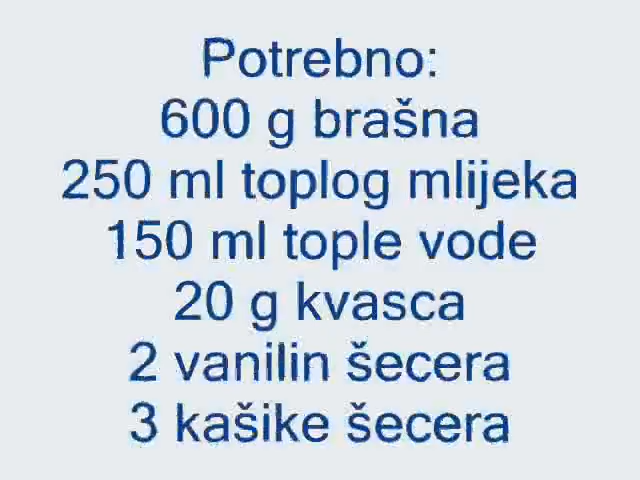 Potrebno:
600 g brašna
250 ml toplog mlijeka
150 ml tople vode
20 g kvasca
2 vanilin šecera
3 kašike šecera